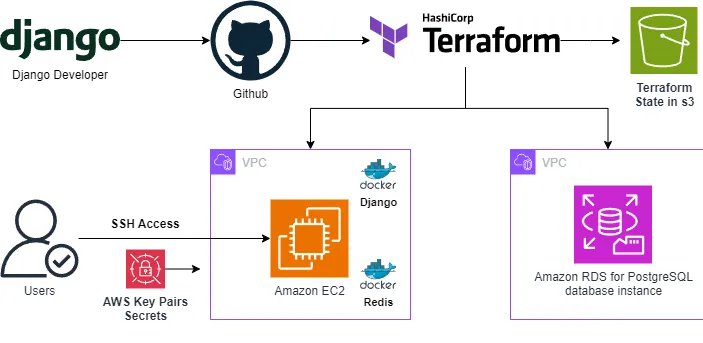 django
Django Developer
Github
HashiCorp
Terraform
Terraform
State in s3
VPC
docker
Django
SSH Access
Users
AWS Key Pairs
Secrets
Amazon EC2
docker
Redis
VPC
Amazon RDS for PostgreSQL
database instance